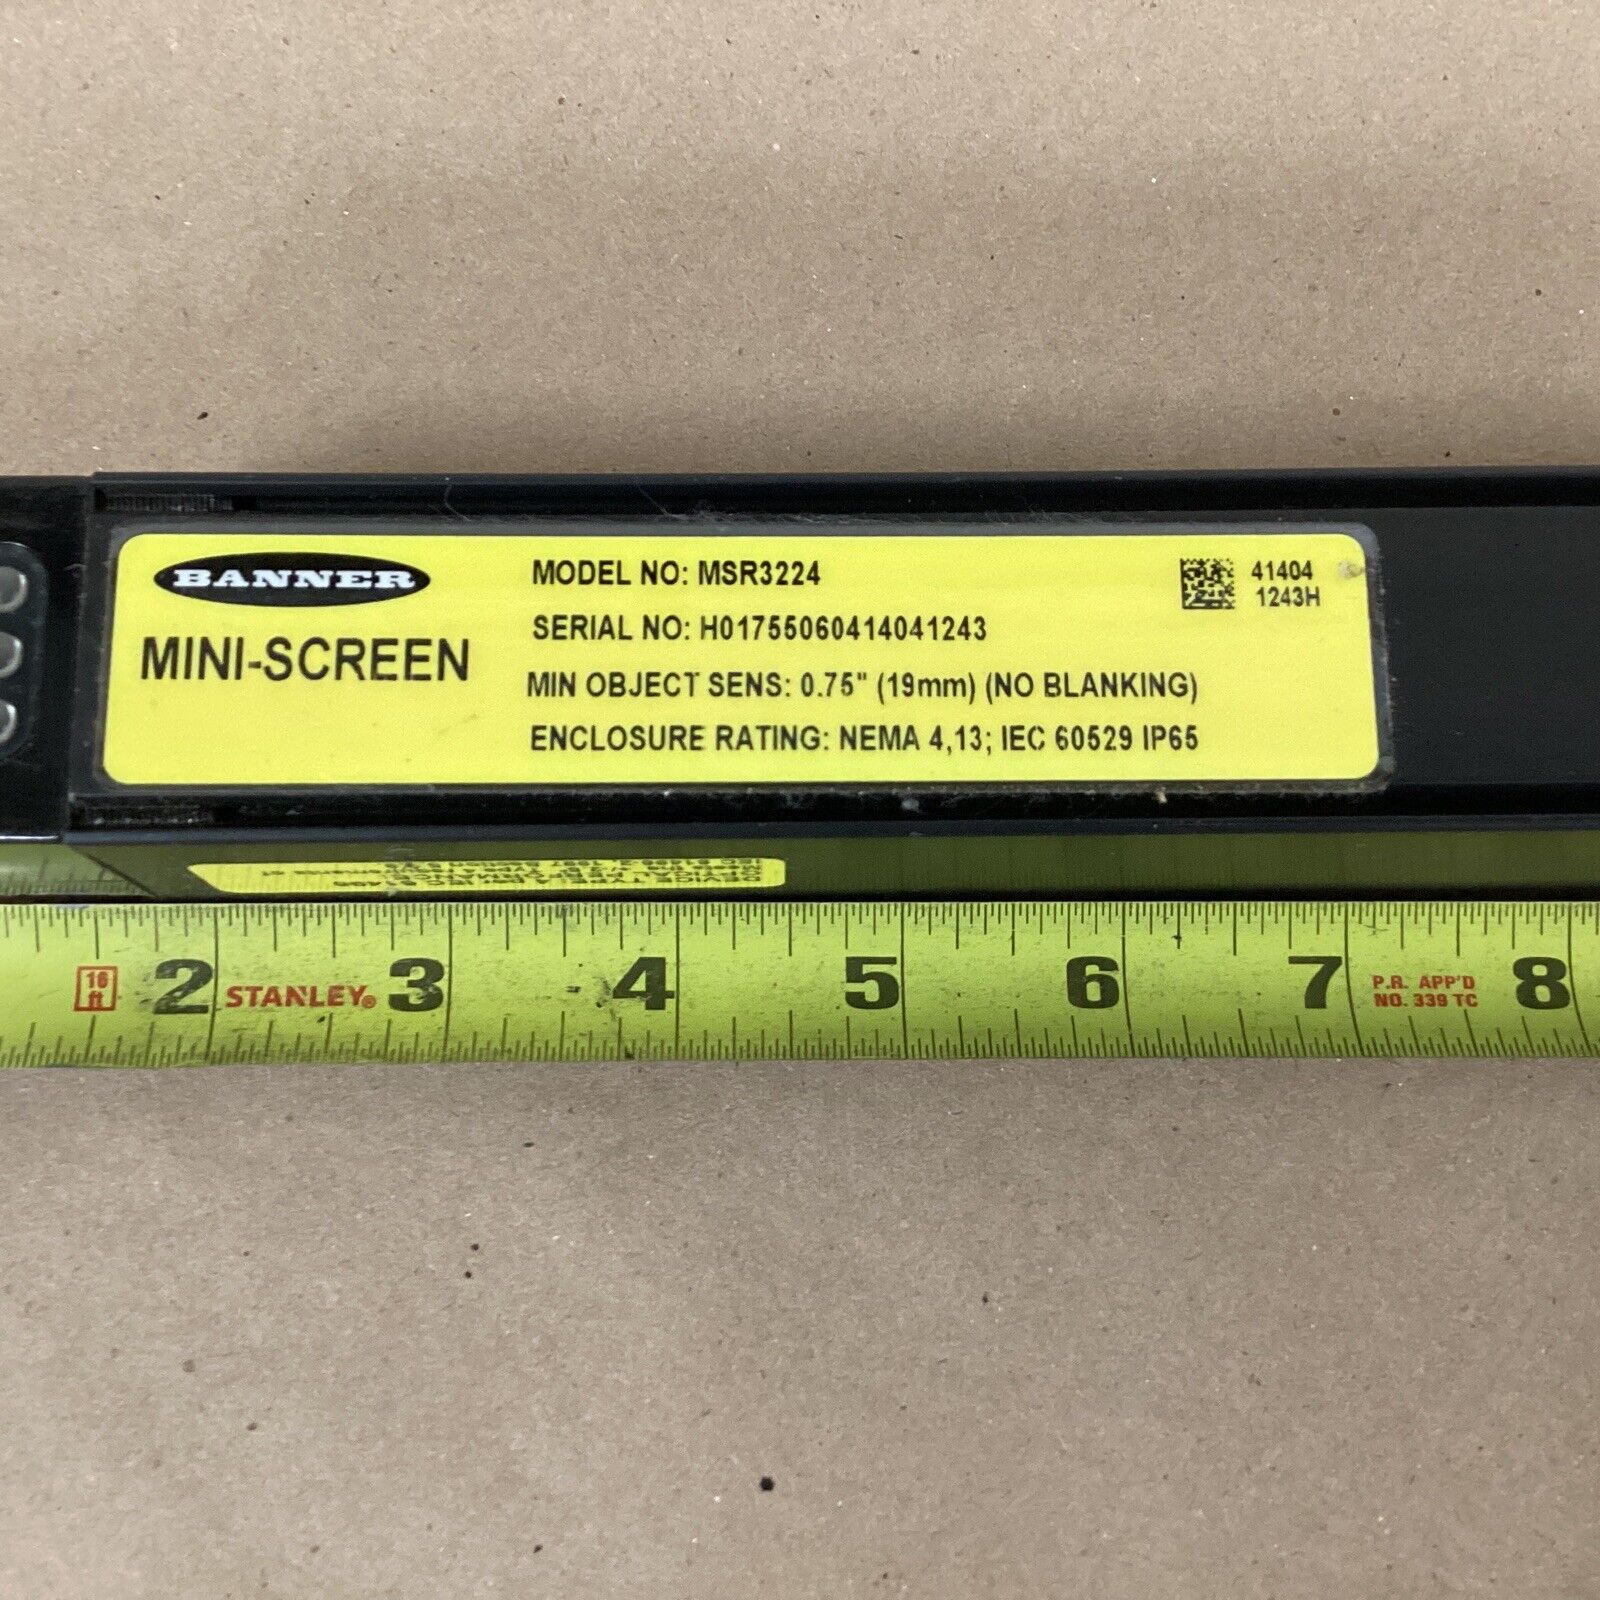 BANNER
MINI-SCREEN
MODEL NO: MSR3224
SERIAL NO: H01755060414041243
MIN OBJECT SENS: 0.75" (19mm) (NO BLANKING)
ENCLOSURE RATING: NEMA 4,13; IEC 60529 IP65
41404
1243H
16 ft
2 STANLEY® 3 4 5 6 7 8
P.R. APP'D
NO. 339 TC